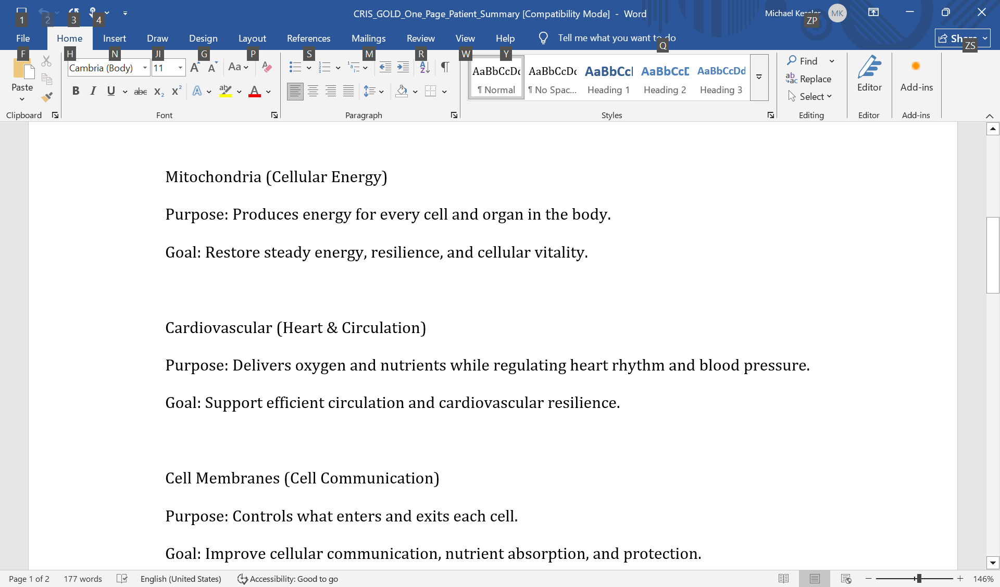 CRIS_GOLD_One_Page_Patient_Summary [Compatibility Mode] - Word
Michael Kessler MK
1 2 3 4 ZP
File Home Insert Draw Design Layout References Mailings Review View Help Tell me what you want to do Share
F H N JI G P S M R W Y Q ZS
Paste
Clipboard
Cambria (Body) 11 Aa
B I U abc x₂ x² A ab A
Font
Paragraph
AaBbCcDc AaBbCcDc AaBbCcl AaBbCcD AaBbCcDd
¶ Normal ¶ No Spac... Heading 1 Heading 2 Heading 3
Styles
Find
Replace
Select
Editing
Editor
Editor
Add-ins
Add-ins
Mitochondria (Cellular Energy)
Purpose: Produces energy for every cell and organ in the body.
Goal: Restore steady energy, resilience, and cellular vitality.
Cardiovascular (Heart & Circulation)
Purpose: Delivers oxygen and nutrients while regulating heart rhythm and blood pressure.
Goal: Support efficient circulation and cardiovascular resilience.
Cell Membranes (Cell Communication)
Purpose: Controls what enters and exits each cell.
Goal: Improve cellular communication, nutrient absorption, and protection.
Page 1 of 2 177 words English (United States) Accessibility: Good to go 146%